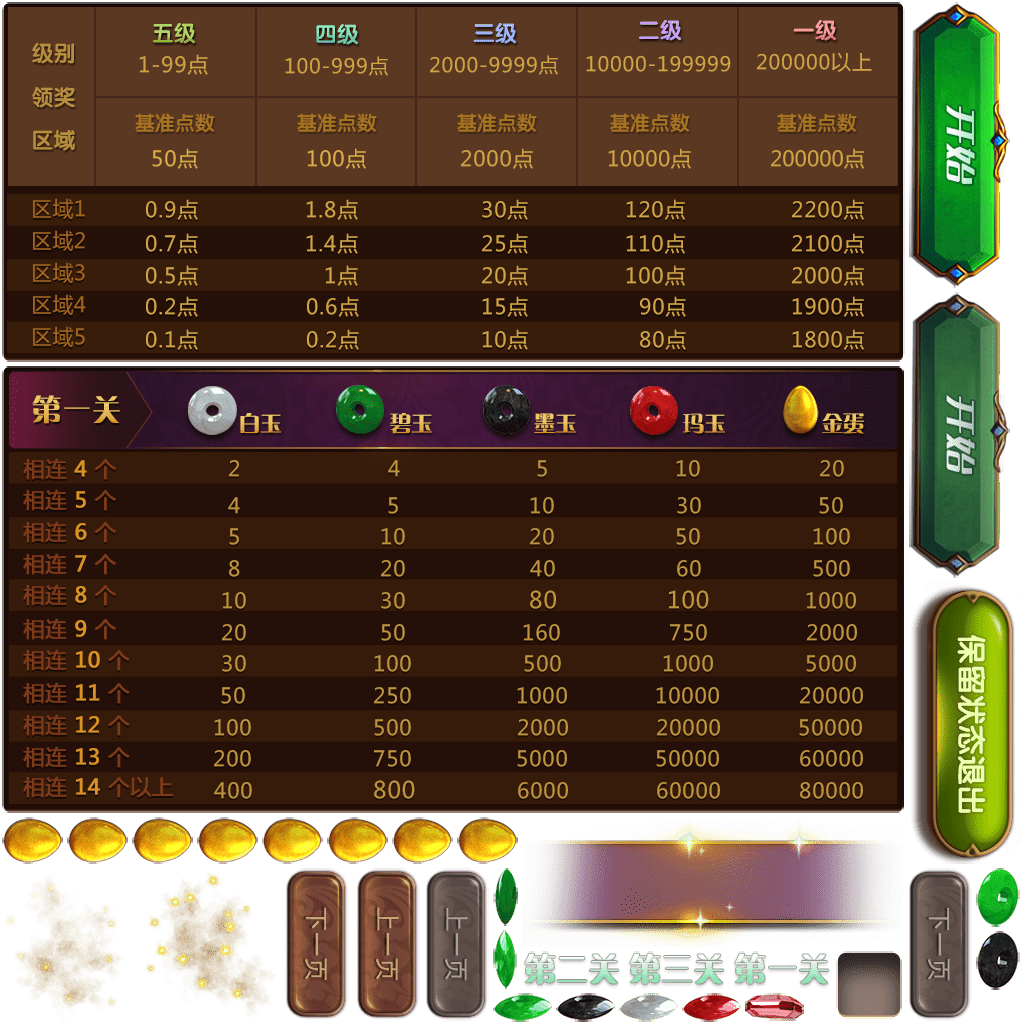 级别 领奖 区域 五级 四级 三级 二级 一级
1-99点 100-999点 2000-9999点 10000-199999 200000以上
基准点数 基准点数 基准点数 基准点数 基准点数
50点 100点 2000点 10000点 200000点
区域1 0.9点 1.8点 30点 120点 2200点
区域2 0.7点 1.4点 25点 110点 2100点
区域3 0.5点 1点 20点 100点 2000点
区域4 0.2点 0.6点 15点 90点 1900点
区域5 0.1点 0.2点 10点 80点 1800点
第一关 白玉 碧玉 墨玉 玛玉 金蛋
相连 4 个 2 4 5 10 20
相连 5 个 4 5 10 30 50
相连 6 个 5 10 20 50 100
相连 7 个 8 20 40 60 500
相连 8 个 10 30 80 100 1000
相连 9 个 20 50 160 750 2000
相连 10 个 30 100 500 1000 5000
相连 11 个 50 250 1000 10000 20000
相连 12 个 100 500 2000 20000 50000
相连 13 个 200 750 5000 50000 60000
相连 14 个以上 400 800 6000 60000 80000
开始
开始
保留状态退出
下一页
上一页
上一页
下一页
第二关 第三关 第一关